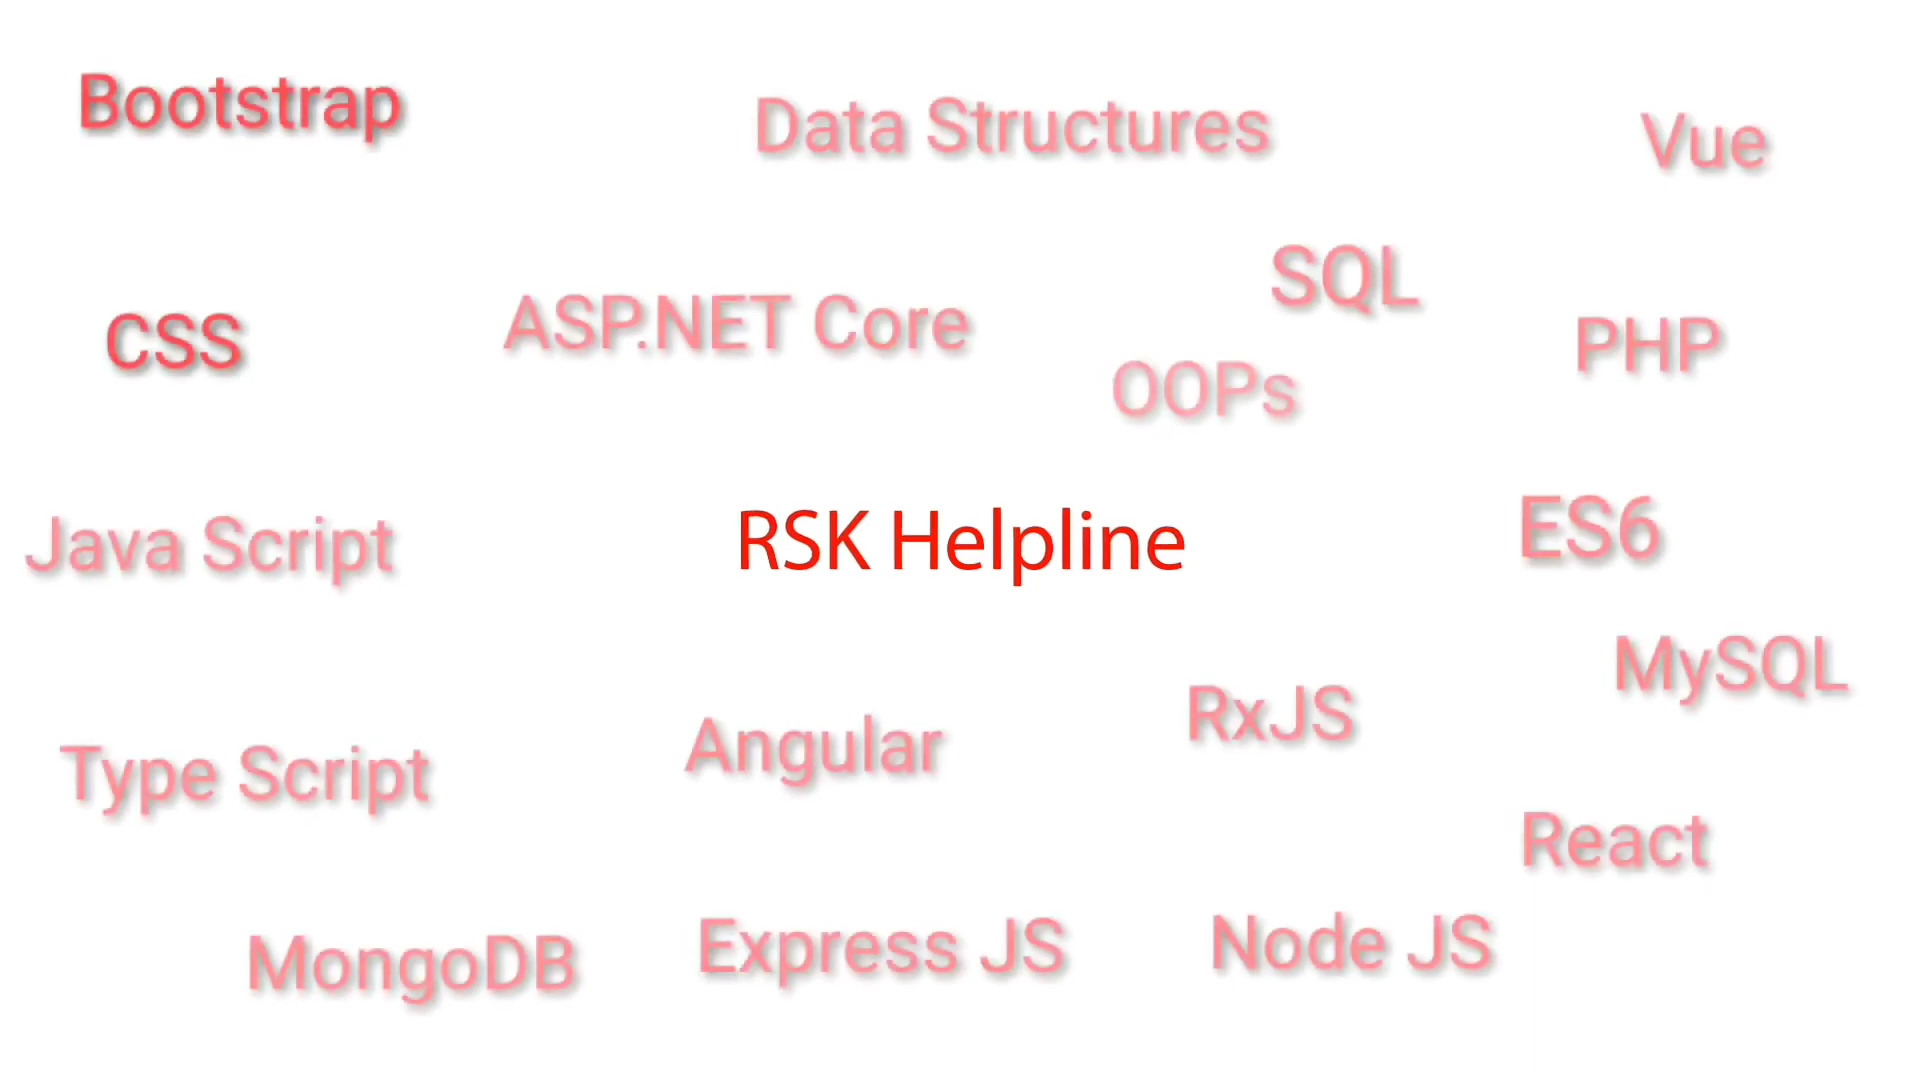 Bootstrap
Data Structures
Vue
SQL
CSS
ASP.NET Core
PHP
OOPs
Java Script
RSK Helpline
ES6
MySQL
RxJS
Type Script
Angular
React
MongoDB
Express JS
Node JS